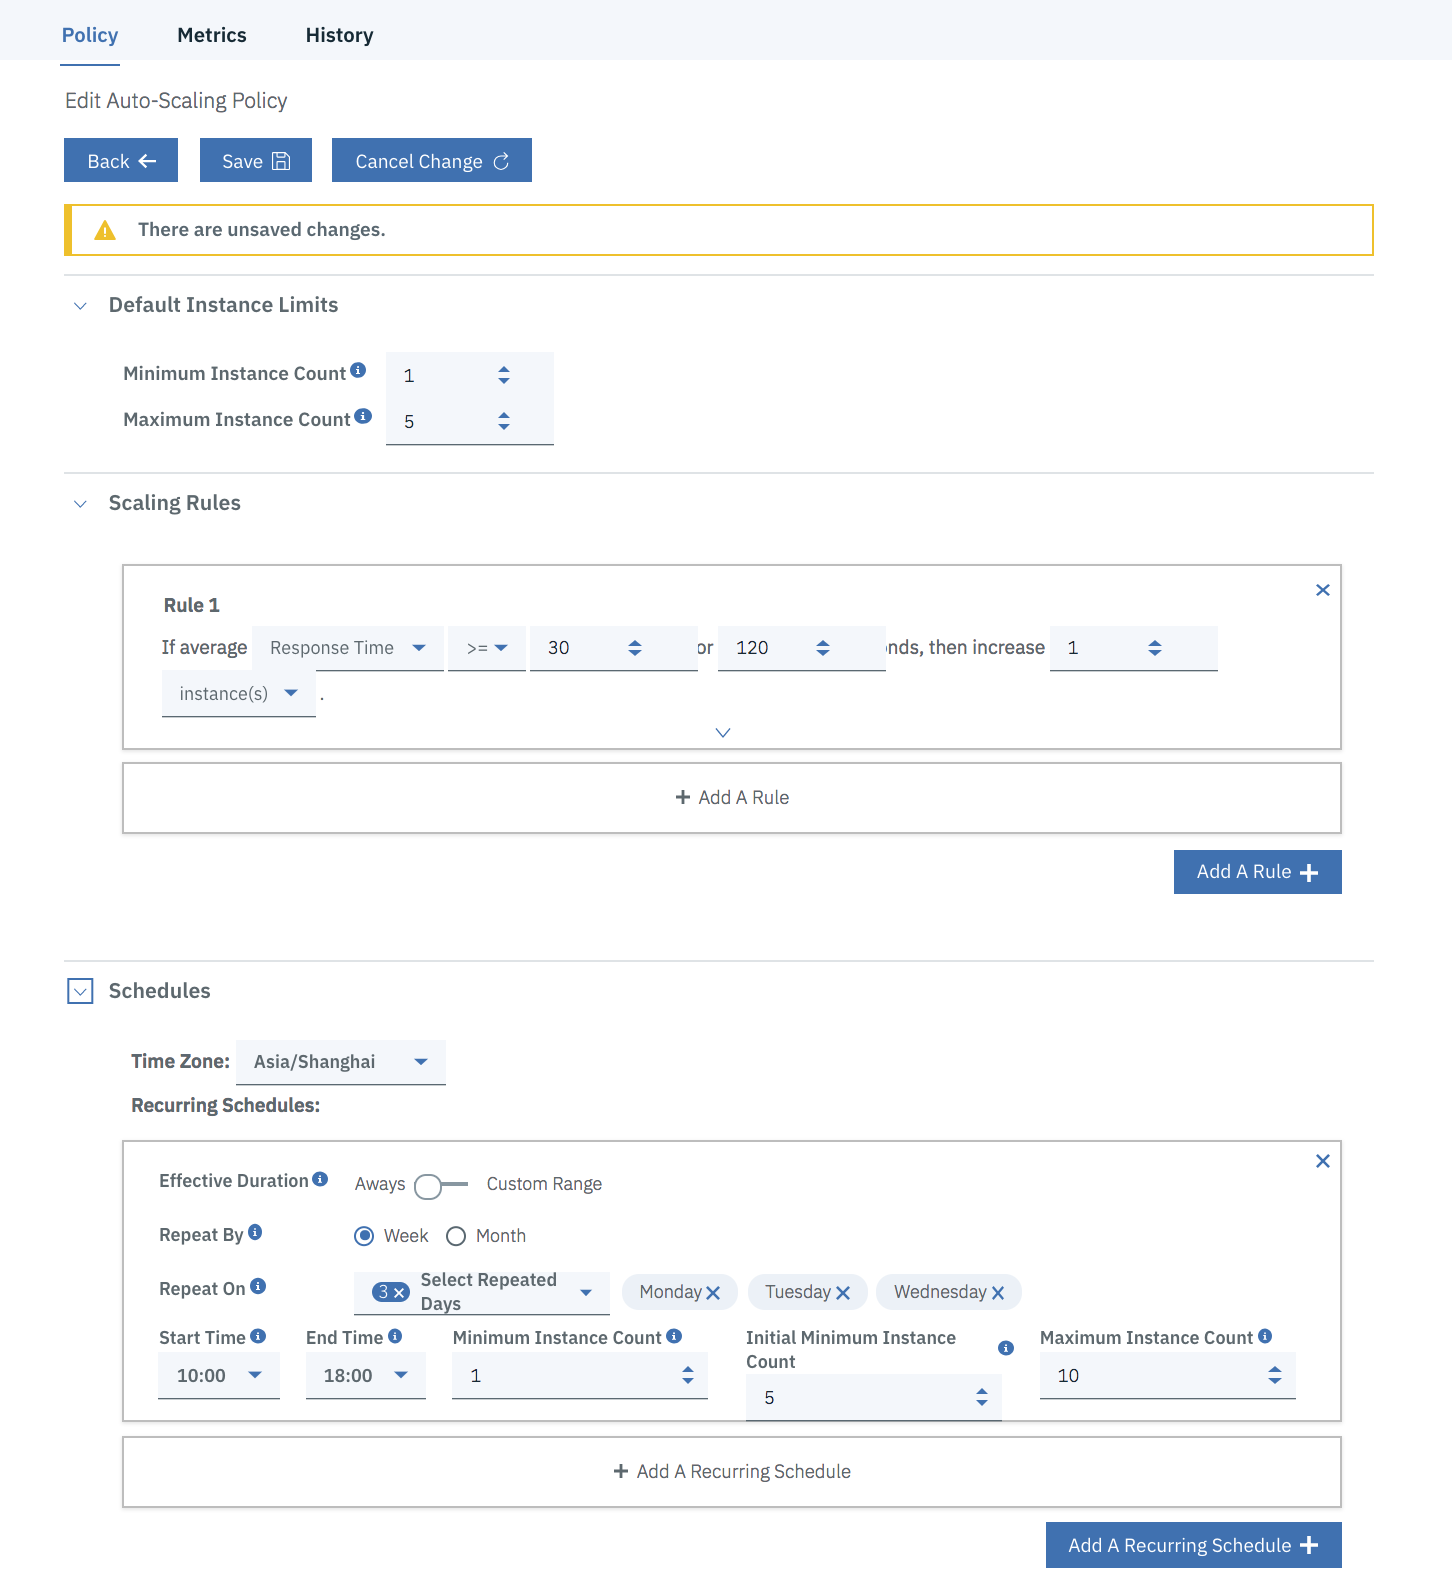 Policy Metrics History
Edit Auto-Scaling Policy
Back Save Cancel Change
There are unsaved changes.
Default Instance Limits
Minimum Instance Count 1
Maximum Instance Count 5
Scaling Rules
Rule 1
If average Response Time >= 30 or 120 nds, then increase 1
instance(s) .
+ Add A Rule
Add A Rule +
Schedules
Time Zone: Asia/Shanghai
Recurring Schedules:
Effective Duration Aways Custom Range
Repeat By Week Month
Repeat On 3 × Select Repeated Days Monday × Tuesday × Wednesday ×
Start Time End Time Minimum Instance Count Initial Minimum Instance Count Maximum Instance Count
10:00 18:00 1 5 10
+ Add A Recurring Schedule
Add A Recurring Schedule +